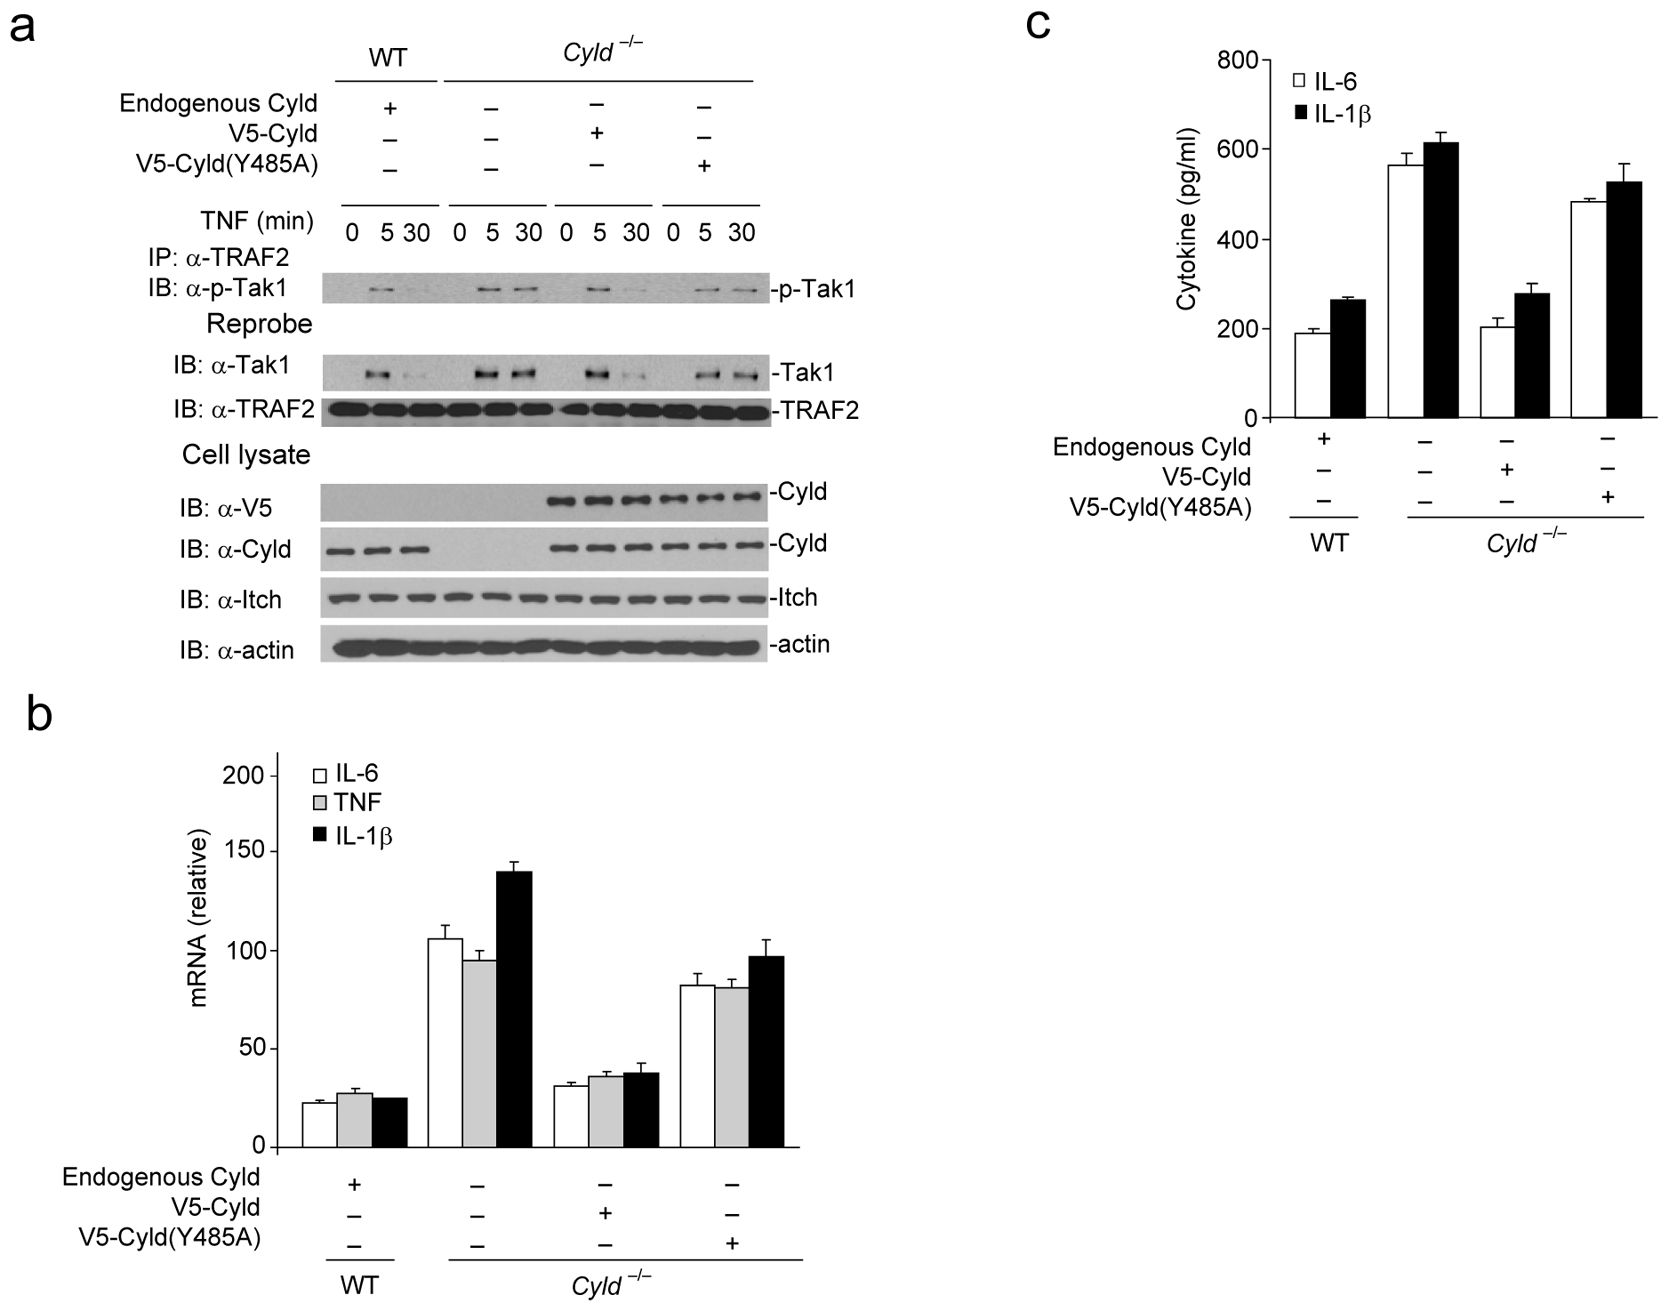 a
WT Cyld –/–
Endogenous Cyld + – – –
V5-Cyld – – + –
V5-Cyld(Y485A) – – – +
TNF (min) 0 5 30 0 5 30 0 5 30 0 5 30
IP: α-TRAF2
IB: α-p-Tak1 -p-Tak1
Reprobe
IB: α-Tak1 -Tak1
IB: α-TRAF2 -TRAF2
Cell lysate
IB: α-V5 -Cyld
IB: α-Cyld -Cyld
IB: α-Itch -Itch
IB: α-actin -actin
b
mRNA (relative)
200
150
100
50
0
IL-6
TNF
IL-1β
Endogenous Cyld + – – –
V5-Cyld – – + –
V5-Cyld(Y485A) – – – +
WT Cyld –/–
c
Cytokine (pg/ml)
800
600
400
200
0
IL-6
IL-1β
Endogenous Cyld + – – –
V5-Cyld – – + –
V5-Cyld(Y485A) – – – +
WT Cyld –/–